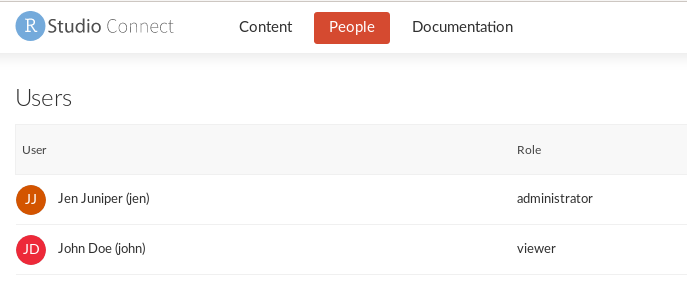 R Studio Connect Content People Documentation
Users
User Role
JJ Jen Juniper (jen) administrator
JD John Doe (john) viewer